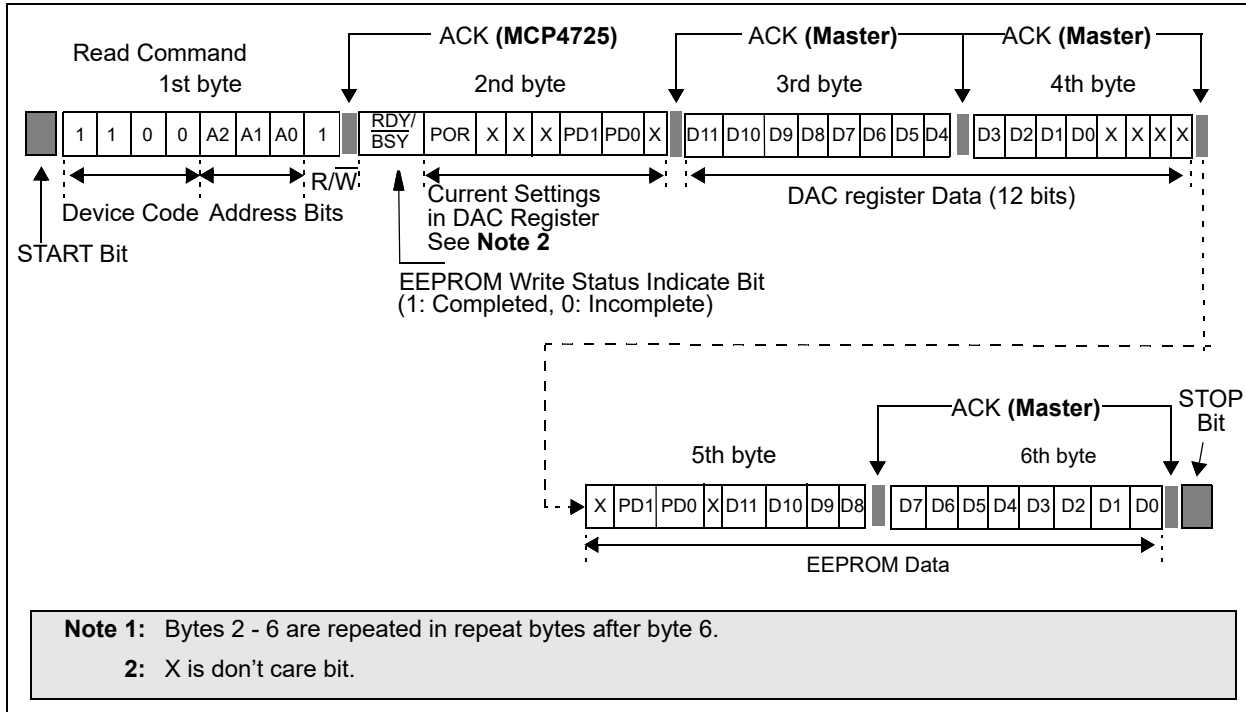 Read Command
ACK (MCP4725) ACK (Master) ACK (Master)
1st byte 2nd byte 3rd byte 4th byte
1 1 0 0 A2 A1 A0 1 RDY/BSY POR X X X PD1 PD0 X D11 D10 D9 D8 D7 D6 D5 D4 D3 D2 D1 D0 X X X X
R/W
Device Code Address Bits
START Bit
Current Settings
in DAC Register
See Note 2
DAC register Data (12 bits)
EEPROM Write Status Indicate Bit
(1: Completed, 0: Incomplete)
ACK (Master)
STOP
Bit
5th byte 6th byte
X PD1 PD0 X D11 D10 D9 D8 D7 D6 D5 D4 D3 D2 D1 D0
EEPROM Data
Note 1: Bytes 2 - 6 are repeated in repeat bytes after byte 6.
2: X is don't care bit.